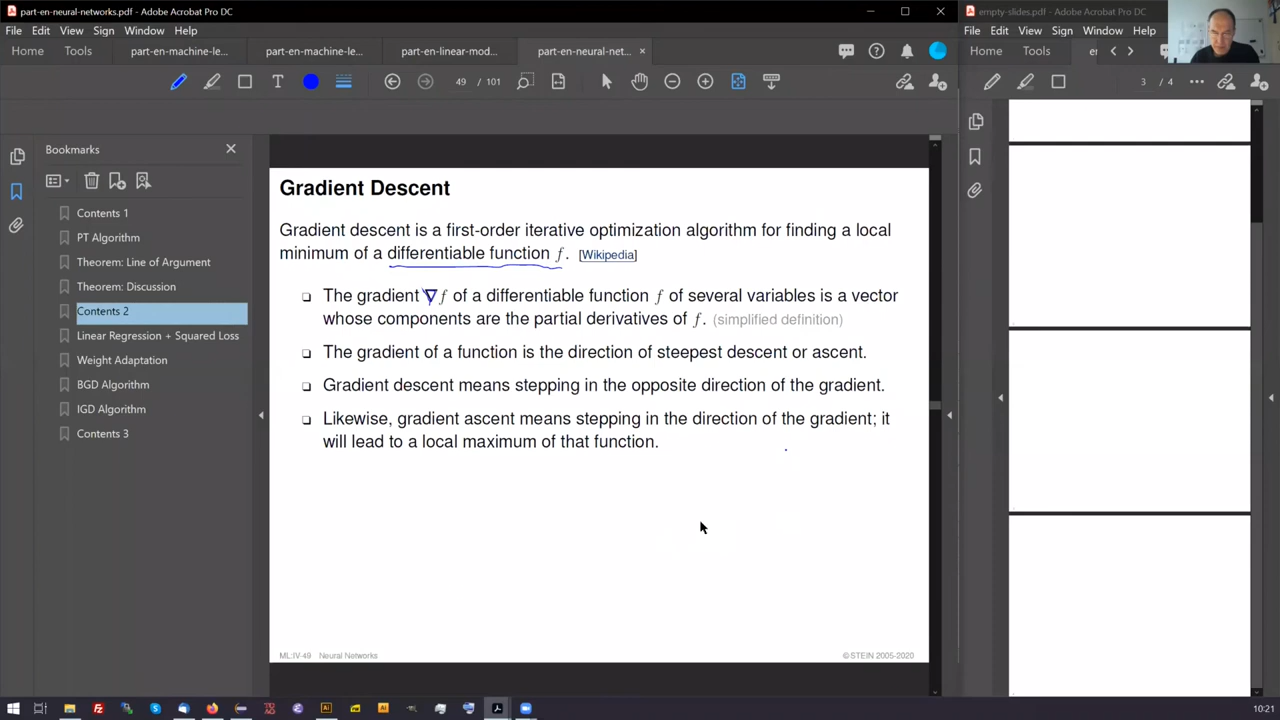 part-en-neural-networks.pdf - Adobe Acrobat Pro DC
File Edit View Sign Window Help
Home Tools part-en-machine-le... part-en-machine-le... part-en-linear-mod... part-en-neural-net... ×
49 / 101
Bookmarks
Contents 1
PT Algorithm
Theorem: Line of Argument
Theorem: Discussion
Contents 2
Linear Regression + Squared Loss
Weight Adaptation
BGD Algorithm
IGD Algorithm
Contents 3
Gradient Descent
Gradient descent is a first-order iterative optimization algorithm for finding a local
minimum of a differentiable function f. [Wikipedia]
❑ The gradient ∇f of a differentiable function f of several variables is a vector
whose components are the partial derivatives of f. (simplified definition)
❑ The gradient of a function is the direction of steepest descent or ascent.
❑ Gradient descent means stepping in the opposite direction of the gradient.
❑ Likewise, gradient ascent means stepping in the direction of the gradient; it
will lead to a local maximum of that function.
ML:IV-49 Neural Networks
© STEIN 2005-2020
empty-slides.pdf - Adobe Acrobat Pro DC
File Edit View Sign Window Help
Home Tools
3 / 4
10:21